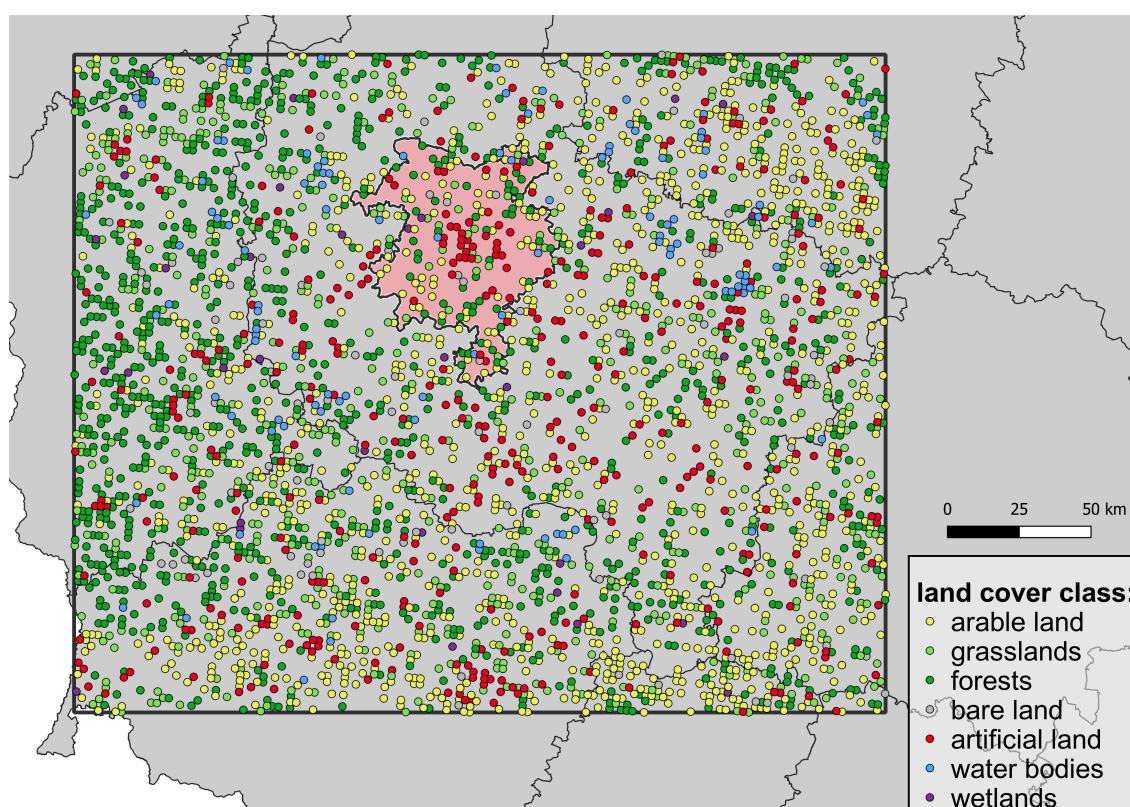 0 25 50 km
land cover class:
arable land
grasslands
forests
bare land
artificial land
water bodies
wetlands